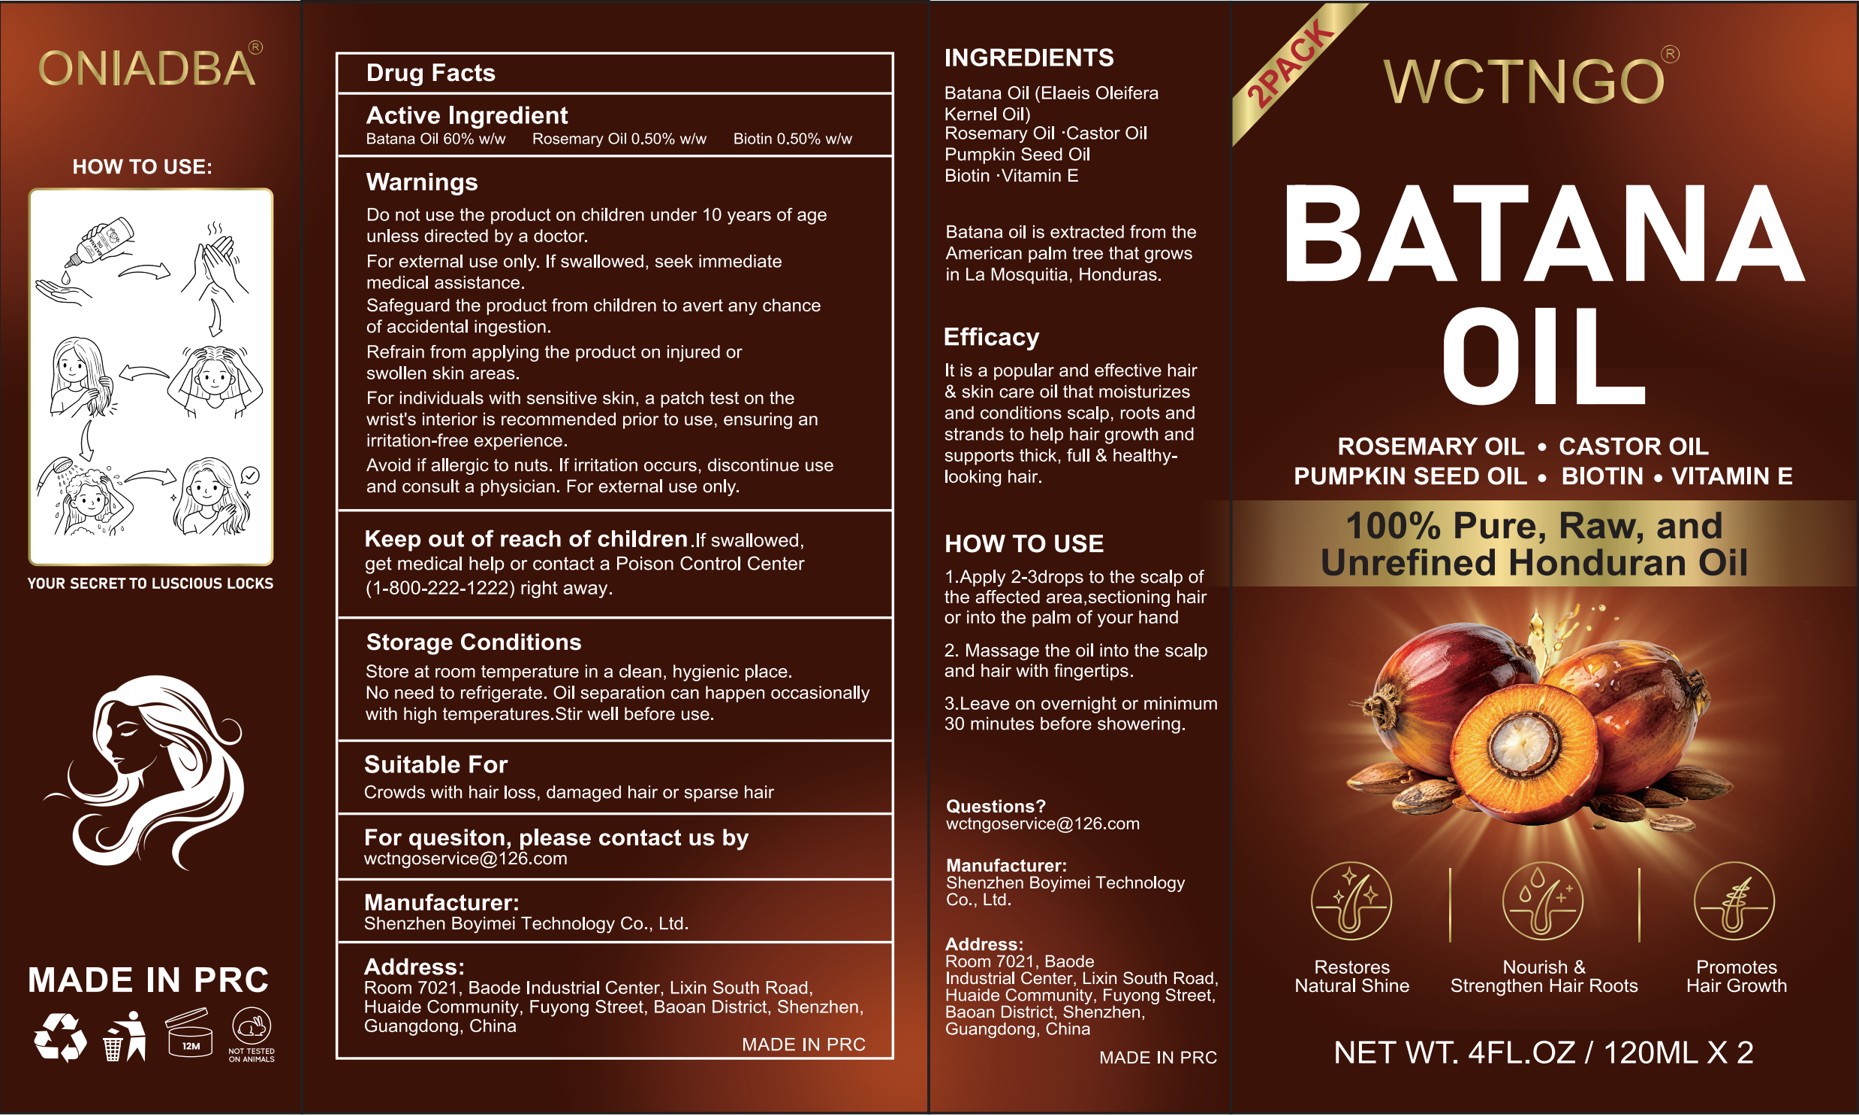 ONIADBA®
HOW TO USE:
YOUR SECRET TO LUSCIOUS LOCKS
MADE IN PRC
12M
NOT TESTED
ON ANIMALS
Drug Facts
Active Ingredient
Batana Oil 60% w/w Rosemary Oil 0.50% w/w Biotin 0.50% w/w
Warnings
Do not use the product on children under 10 years of age
unless directed by a doctor.
For external use only. If swallowed, seek immediate
medical assistance.
Safeguard the product from children to avert any chance
of accidental ingestion.
Refrain from applying the product on injured or
swollen skin areas.
For individuals with sensitive skin, a patch test on the
wrist's interior is recommended prior to use, ensuring an
irritation-free experience.
Avoid if allergic to nuts. If irritation occurs, discontinue use
and consult a physician. For external use only.
Keep out of reach of children.If swallowed,
get medical help or contact a Poison Control Center
(1-800-222-1222) right away.
Storage Conditions
Store at room temperature in a clean, hygienic place.
No need to refrigerate. Oil separation can happen occasionally
with high temperatures.Stir well before use.
Suitable For
Crowds with hair loss, damaged hair or sparse hair
For quesiton, please contact us by
wctngoservice@126.com
Manufacturer:
Shenzhen Boyimei Technology Co., Ltd.
Address:
Room 7021, Baode Industrial Center, Lixin South Road,
Huaide Community, Fuyong Street, Baoan District, Shenzhen,
Guangdong, China
MADE IN PRC
INGREDIENTS
Batana Oil (Elaeis Oleifera
Kernel Oil)
Rosemary Oil ·Castor Oil
Pumpkin Seed Oil
Biotin ·Vitamin E
Batana oil is extracted from the
American palm tree that grows
in La Mosquitia, Honduras.
Efficacy
It is a popular and effective hair
& skin care oil that moisturizes
and conditions scalp, roots and
strands to help hair growth and
supports thick, full & healthy-
looking hair.
HOW TO USE
1.Apply 2-3drops to the scalp of
the affected area,sectioning hair
or into the palm of your hand
2. Massage the oil into the scalp
and hair with fingertips.
3.Leave on overnight or minimum
30 minutes before showering.
Questions?
wctngoservice@126.com
Manufacturer:
Shenzhen Boyimei Technology
Co., Ltd.
Address:
Room 7021, Baode
Industrial Center, Lixin South Road,
Huaide Community, Fuyong Street,
Baoan District, Shenzhen,
Guangdong, China
MADE IN PRC
2PACK
WCTNGO®
BATANA
OIL
ROSEMARY OIL • CASTOR OIL
PUMPKIN SEED OIL • BIOTIN • VITAMIN E
100% Pure, Raw, and
Unrefined Honduran Oil
Restores
Natural Shine
Nourish &
Strengthen Hair Roots
Promotes
Hair Growth
NET WT. 4FL.OZ / 120ML X 2